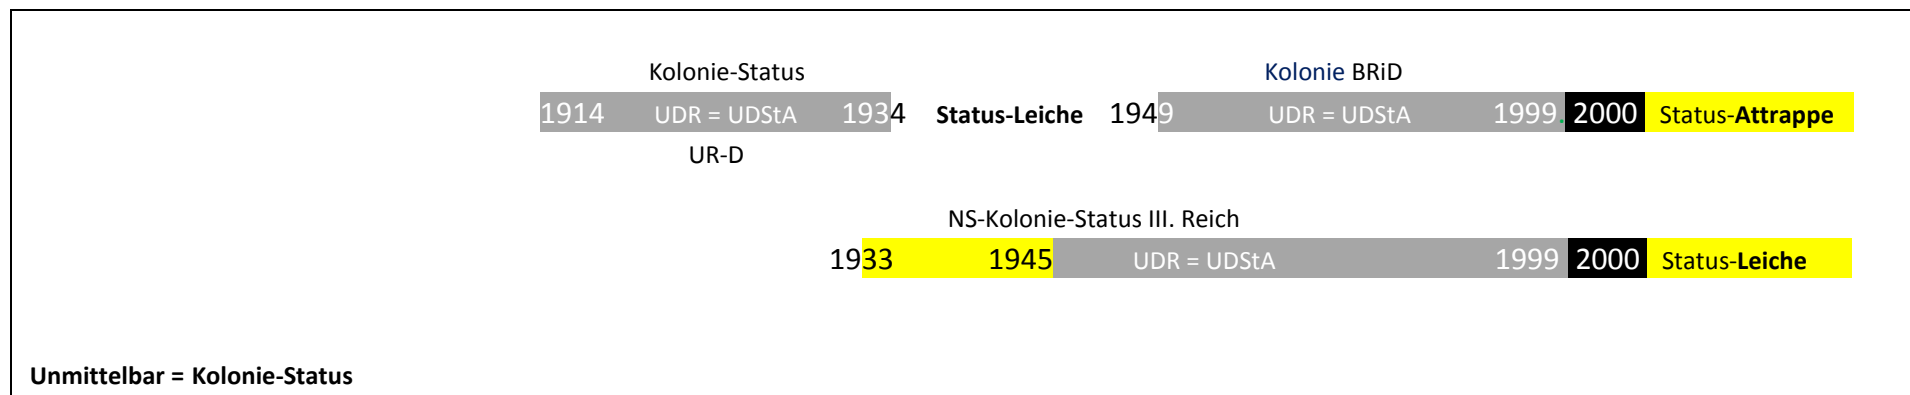 Kolonie-Status Kolonie BRiD
1914 UDR = UDStA 1934 Status-Leiche 1949 UDR = UDStA 1999. 2000 Status-Attrappe
UR-D
NS-Kolonie-Status III. Reich
1933 1945 UDR = UDStA 1999 2000 Status-Leiche
Unmittelbar = Kolonie-Status